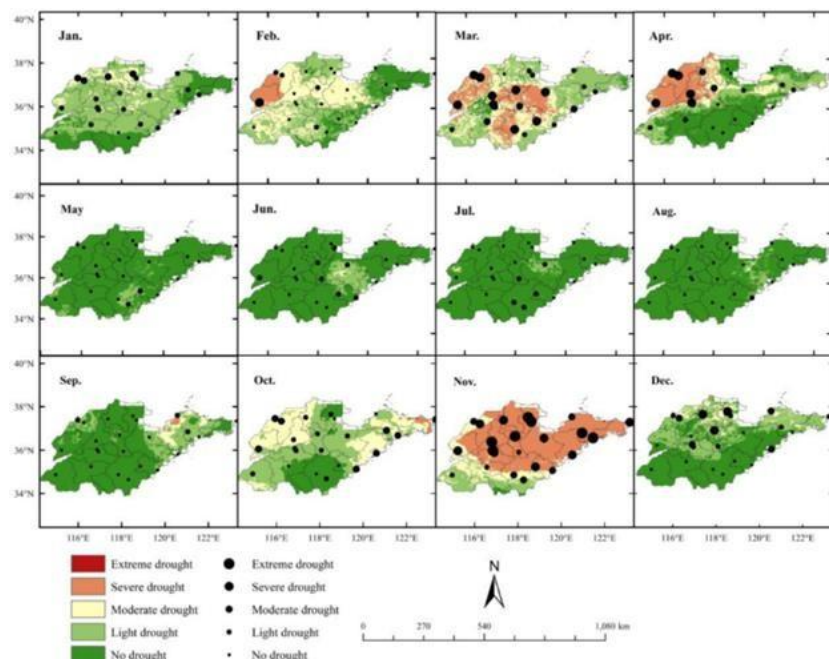 40°N
38°N
36°N
34°N
Jan.
Feb.
Mar.
Apr.
40°N
38°N
36°N
34°N
May
Jun.
Jul.
Aug.
40°N
38°N
36°N
34°N
Sep.
Oct.
Nov.
Dec.
116°E 118°E 120°E 122°E 116°E 118°E 120°E 122°E 116°E 118°E 120°E 122°E 116°E 118°E 120°E 122°E
Extreme drought
Severe drought
Moderate drought
Light drought
No drought
Extreme drought
Severe drought
Moderate drought
Light drought
No drought
N
0 270 540 1,080 km